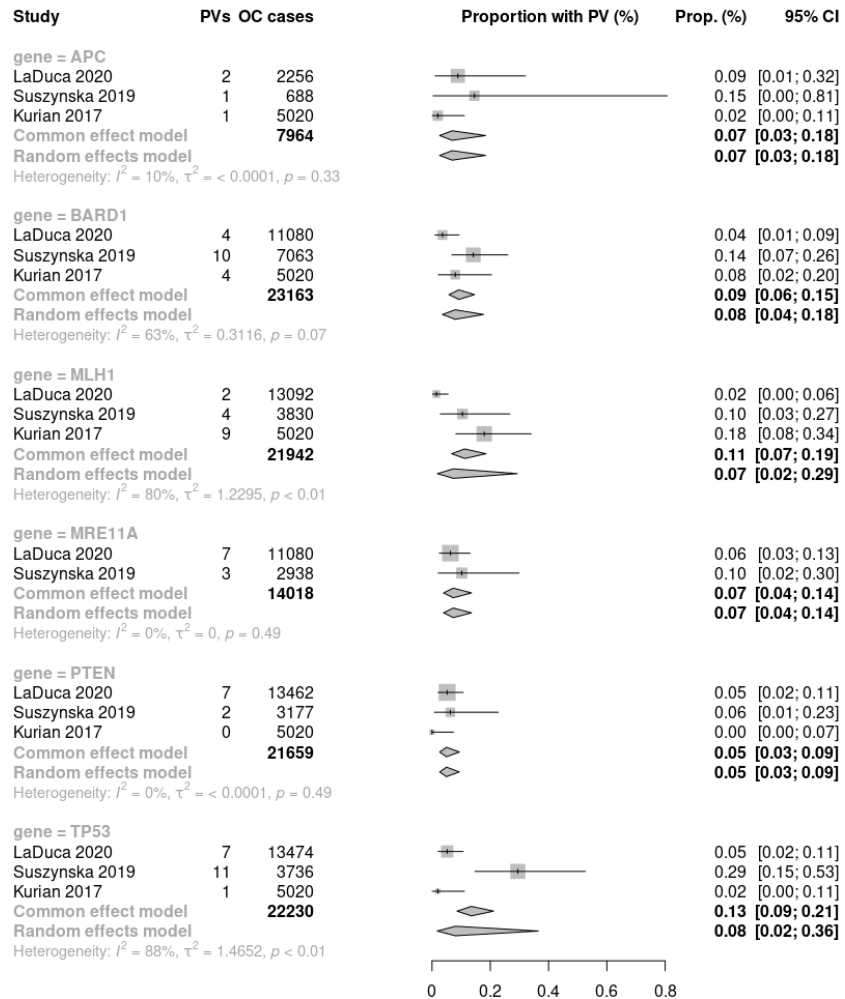 Study PVs OC cases Proportion with PV (%) Prop. (%) 95% CI
gene = APC
LaDuca 2020 2 2256 0.09 [0.01; 0.32]
Suszynska 2019 1 688 0.15 [0.00; 0.81]
Kurian 2017 1 5020 0.02 [0.00; 0.11]
Common effect model 7964 0.07 [0.03; 0.18]
Random effects model 0.07 [0.03; 0.18]
Heterogeneity: I² = 10%, τ² = < 0.0001, p = 0.33
gene = BARD1
LaDuca 2020 4 11080 0.04 [0.01; 0.09]
Suszynska 2019 10 7063 0.14 [0.07; 0.26]
Kurian 2017 4 5020 0.08 [0.02; 0.20]
Common effect model 23163 0.09 [0.06; 0.15]
Random effects model 0.08 [0.04; 0.18]
Heterogeneity: I² = 63%, τ² = 0.3116, p = 0.07
gene = MLH1
LaDuca 2020 2 13092 0.02 [0.00; 0.06]
Suszynska 2019 4 3830 0.10 [0.03; 0.27]
Kurian 2017 9 5020 0.18 [0.08; 0.34]
Common effect model 21942 0.11 [0.07; 0.19]
Random effects model 0.07 [0.02; 0.29]
Heterogeneity: I² = 80%, τ² = 1.2295, p < 0.01
gene = MRE11A
LaDuca 2020 7 11080 0.06 [0.03; 0.13]
Suszynska 2019 3 2938 0.10 [0.02; 0.30]
Common effect model 14018 0.07 [0.04; 0.14]
Random effects model 0.07 [0.04; 0.14]
Heterogeneity: I² = 0%, τ² = 0, p = 0.49
gene = PTEN
LaDuca 2020 7 13462 0.05 [0.02; 0.11]
Suszynska 2019 2 3177 0.06 [0.01; 0.23]
Kurian 2017 0 5020 0.00 [0.00; 0.07]
Common effect model 21659 0.05 [0.03; 0.09]
Random effects model 0.05 [0.03; 0.09]
Heterogeneity: I² = 0%, τ² = < 0.0001, p = 0.49
gene = TP53
LaDuca 2020 7 13474 0.05 [0.02; 0.11]
Suszynska 2019 11 3736 0.29 [0.15; 0.53]
Kurian 2017 1 5020 0.02 [0.00; 0.11]
Common effect model 22230 0.13 [0.09; 0.21]
Random effects model 0.08 [0.02; 0.36]
Heterogeneity: I² = 88%, τ² = 1.4652, p < 0.01
0 0.2 0.4 0.6 0.8